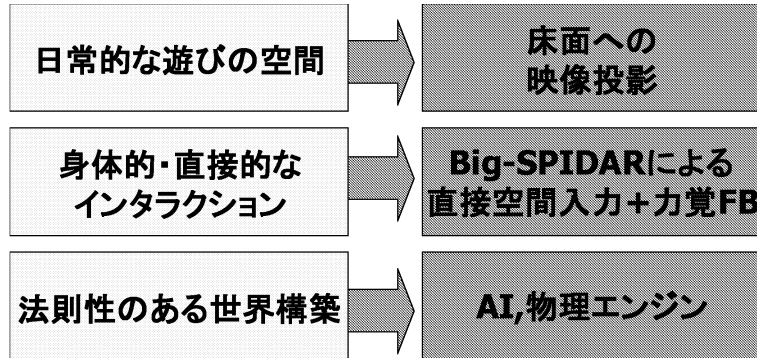 日常的な遊びの空間
床面への
映像投影
身体的・直接的な
インタラクション
Big-SPIDARによる
直接空間入力＋力覚FB
法則性のある世界構築
AI,物理エンジン